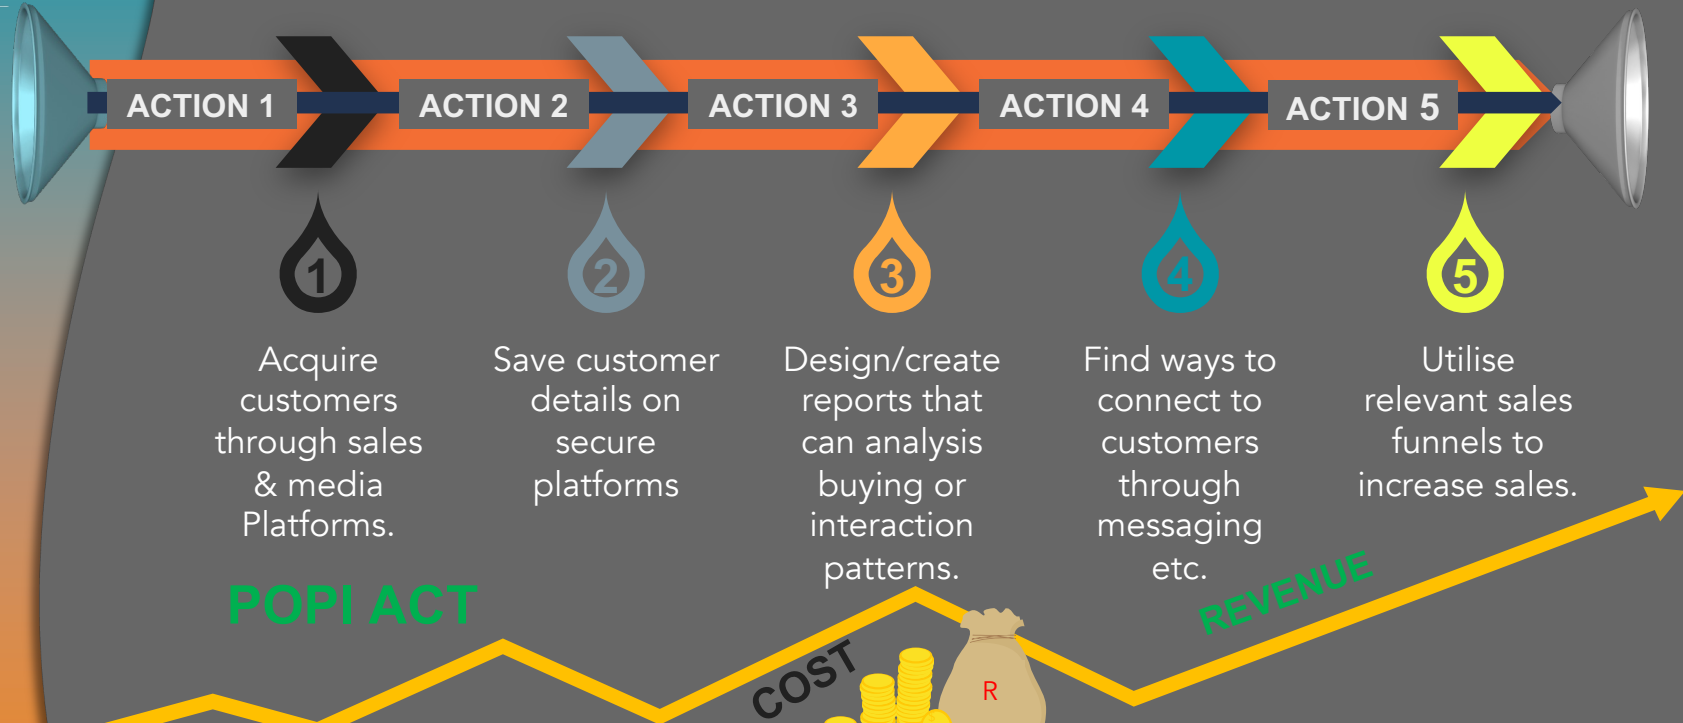 ACTION 1
ACTION 2
ACTION 3
ACTION 4
ACTION 5
1
2
3
4
5
Acquire
customers
through sales
& media
Platforms.
Save customer
details on
secure
platforms
Design/create
reports that
can analysis
buying or
interaction
patterns.
Find ways to
connect to
customers
through
messaging
etc.
Utilise
relevant sales
funnels to
increase sales.
POPI ACT
COST
R
REVENUE